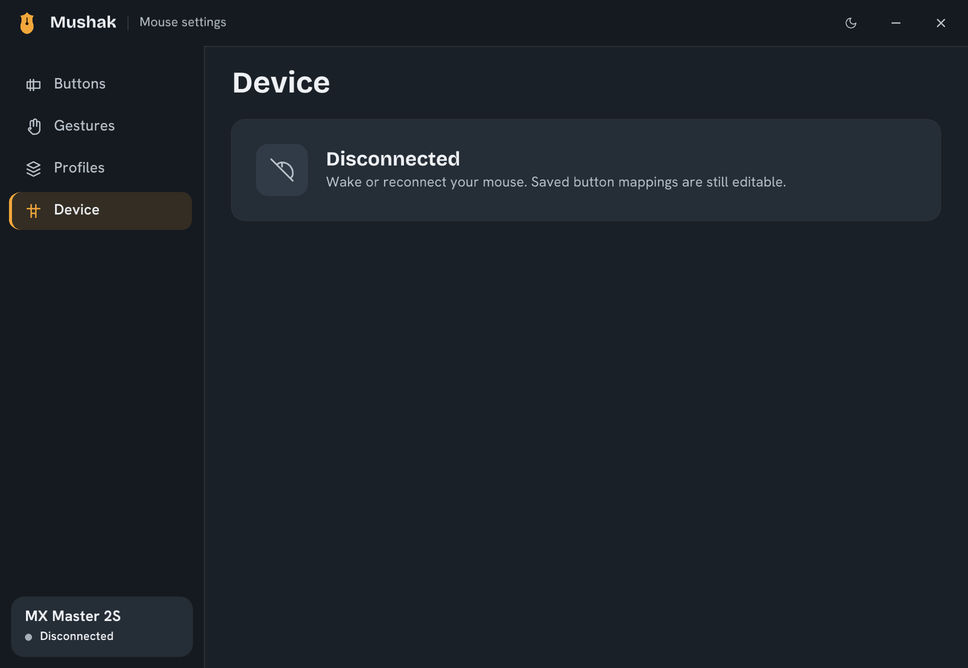 Mushak
Mouse settings
Buttons
Gestures
Profiles
Device
Device
Disconnected
Wake or reconnect your mouse. Saved button mappings are still editable.
MX Master 2S
Disconnected